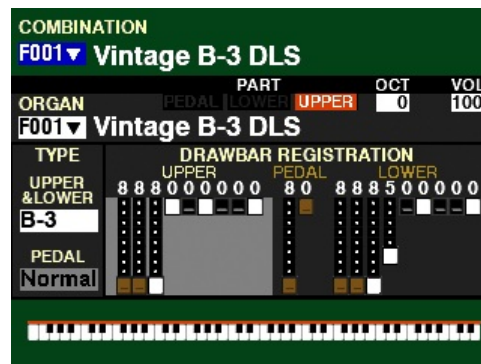 COMBINATION
F001▼ Vintage B-3 DLS
PART OCT VOL
ORGAN PEDAL LOWER UPPER 0 100
F001▼ Vintage B-3 DLS
TYPE DRAWBAR REGISTRATION
UPPER PEDAL LOWER
UPPER &LOWER 888000000 80 888500000
B-3
PEDAL
Normal